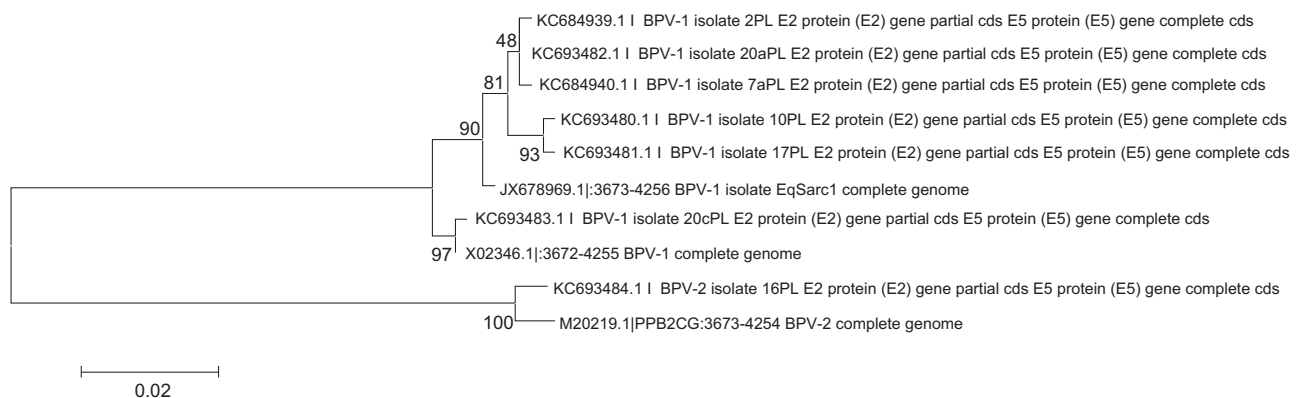 KC684939.1 I BPV-1 isolate 2PL E2 protein (E2) gene partial cds E5 protein (E5) gene complete cds
48
KC693482.1 I BPV-1 isolate 20aPL E2 protein (E2) gene partial cds E5 protein (E5) gene complete cds
81
KC684940.1 I BPV-1 isolate 7aPL E2 protein (E2) gene partial cds E5 protein (E5) gene complete cds
KC693480.1 I BPV-1 isolate 10PL E2 protein (E2) gene partial cds E5 protein (E5) gene complete cds
90
93
KC693481.1 I BPV-1 isolate 17PL E2 protein (E2) gene partial cds E5 protein (E5) gene complete cds
JX678969.1|:3673-4256 BPV-1 isolate EqSarc1 complete genome
KC693483.1 I BPV-1 isolate 20cPL E2 protein (E2) gene partial cds E5 protein (E5) gene complete cds
97
X02346.1|:3672-4255 BPV-1 complete genome
KC693484.1 I BPV-2 isolate 16PL E2 protein (E2) gene partial cds E5 protein (E5) gene complete cds
100
M20219.1|PPB2CG:3673-4254 BPV-2 complete genome
0.02